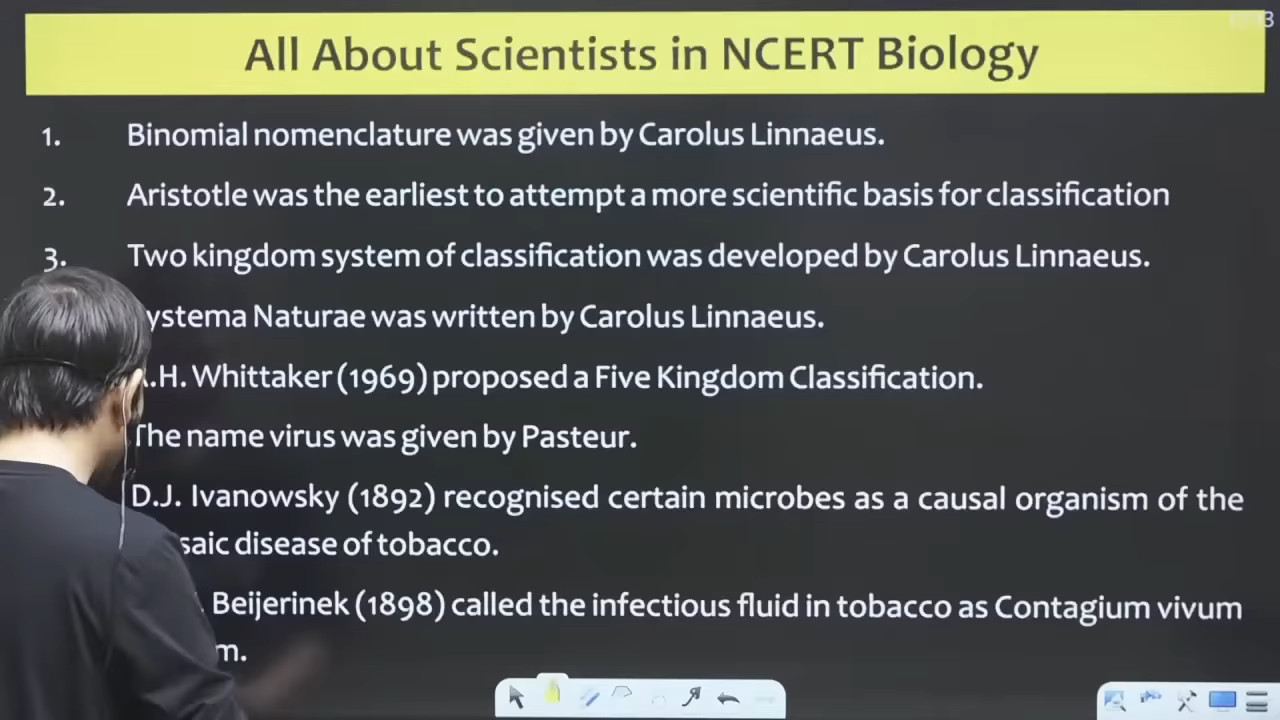 All About Scientists in NCERT Biology
1. Binomial nomenclature was given by Carolus Linnaeus.
2. Aristotle was the earliest to attempt a more scientific basis for classification
3. Two kingdom system of classification was developed by Carolus Linnaeus.
ystema Naturae was written by Carolus Linnaeus.
.H. Whittaker (1969) proposed a Five Kingdom Classification.
The name virus was given by Pasteur.
D.J. Ivanowsky (1892) recognised certain microbes as a causal organism of the
saic disease of tobacco.
. Beijerinek (1898) called the infectious fluid in tobacco as Contagium vivum
m.